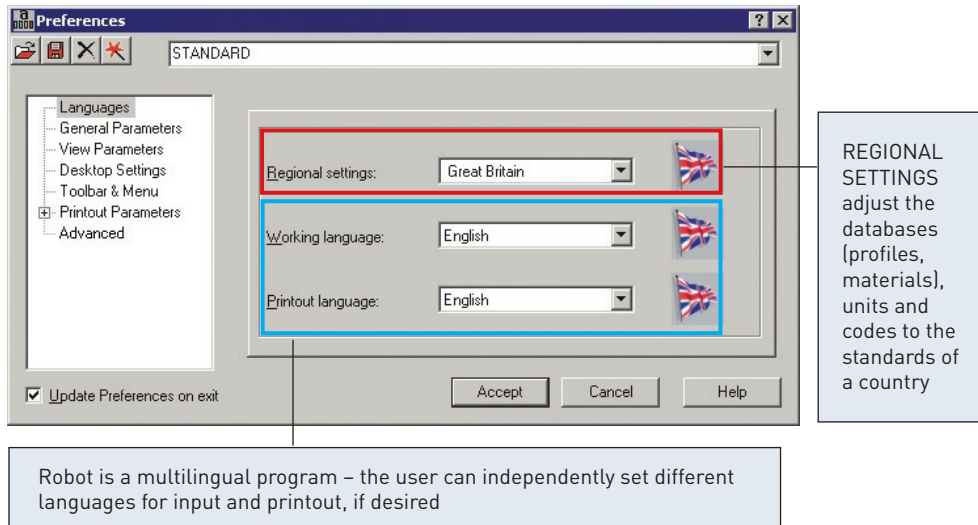 Preferences
STANDARD
Languages
General Parameters
View Parameters
Desktop Settings
Toolbar & Menu
Printout Parameters
Advanced
Regional settings:
Great Britain
Working language:
English
Printout language:
English
Update Preferences on exit
Accept
Cancel
Help
REGIONAL
SETTINGS
adjust the
databases
(profiles,
materials),
units and
codes to the
standards of
a country
Robot is a multilingual program – the user can independently set different
languages for input and printout, if desired